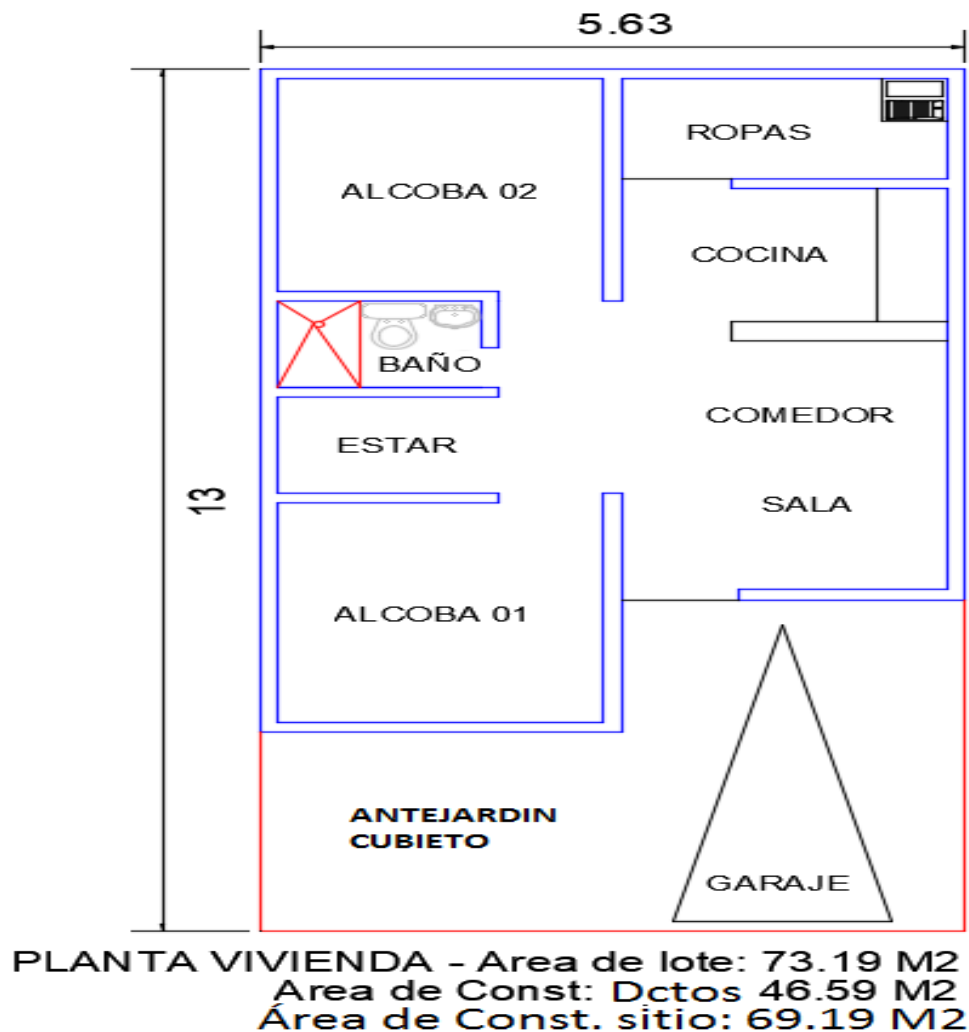 5.63
ROPAS
ALCOBA 02
COCINA
BAÑO
COMEDOR
ESTAR
13
SALA
ALCOBA 01
ANTEJARDIN
CUBIETO
GARAJE
PLANTA VIVIENDA - Area de lote: 73.19 M2
Area de Const: Dctos 46.59 M2
Área de Const. sitio: 69.19 M2